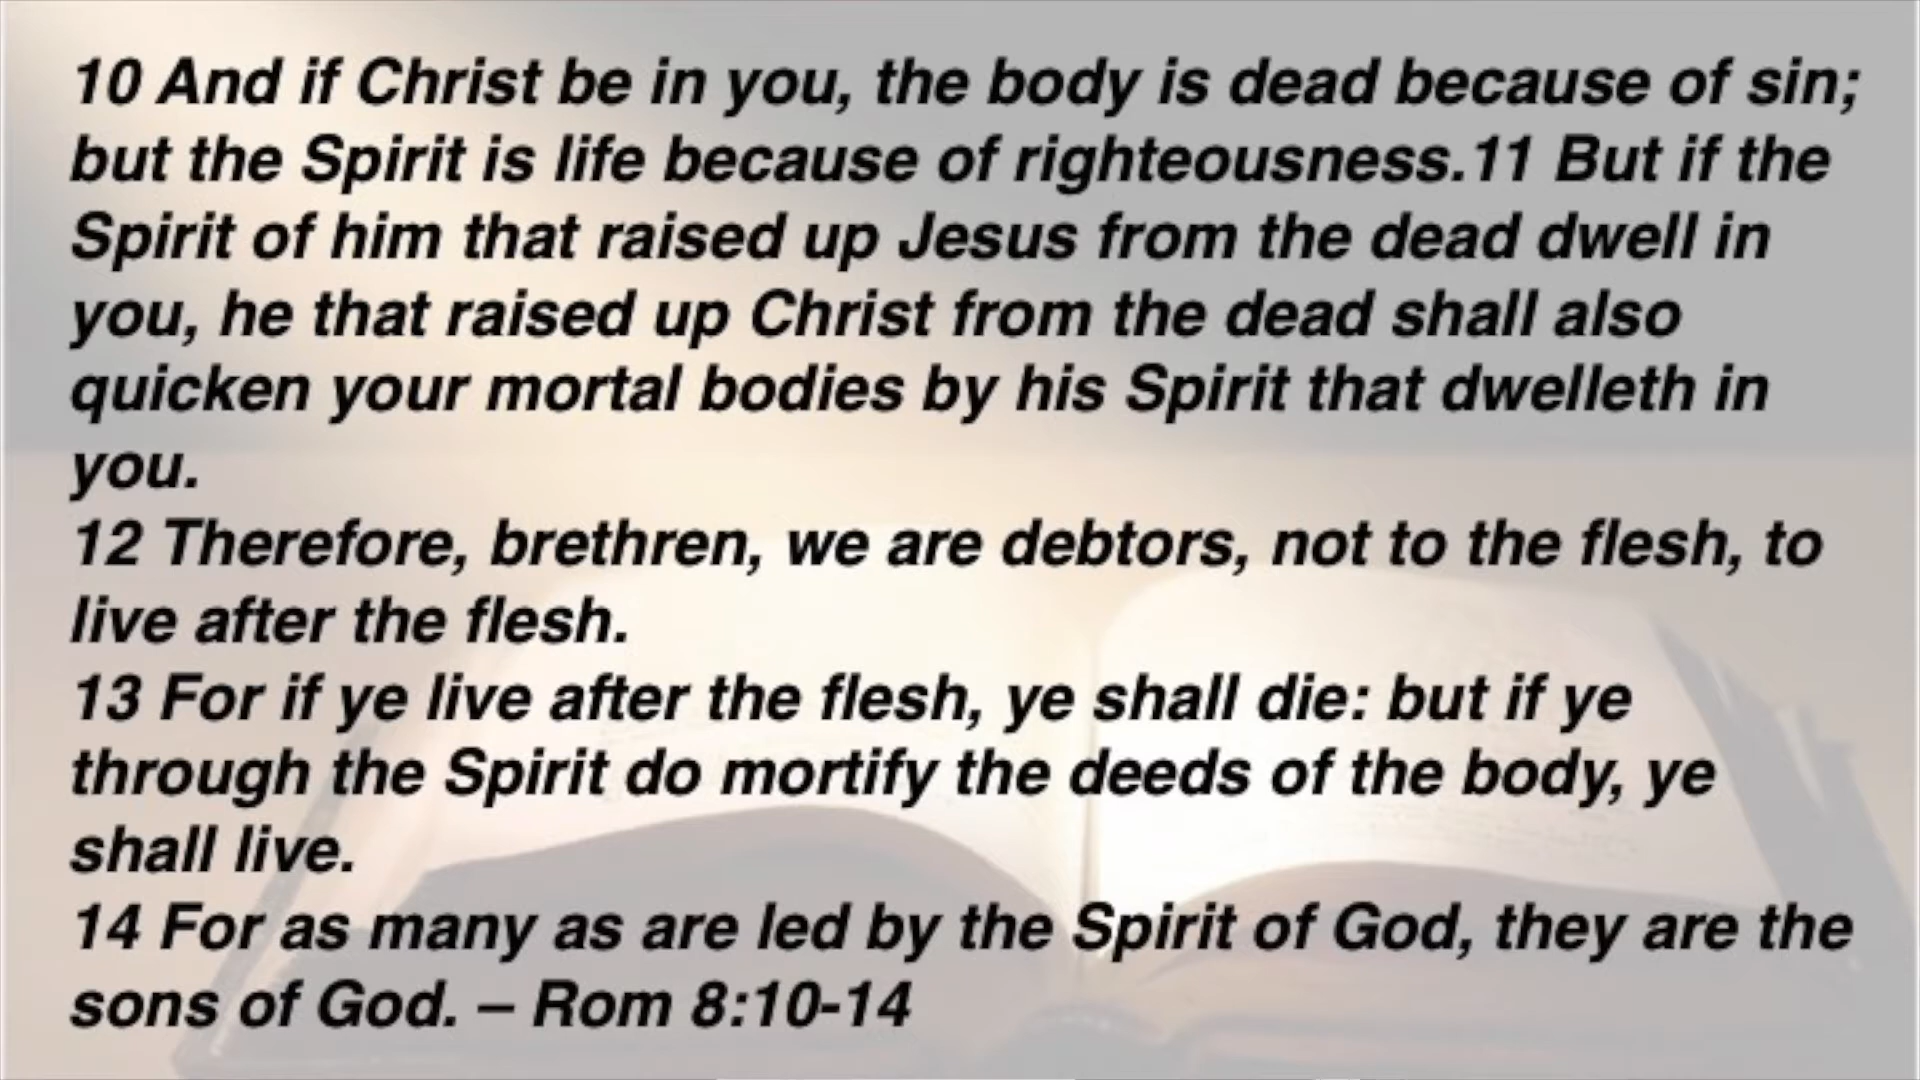 10 And if Christ be in you, the body is dead because of sin;
but the Spirit is life because of righteousness.11 But if the
Spirit of him that raised up Jesus from the dead dwell in
you, he that raised up Christ from the dead shall also
quicken your mortal bodies by his Spirit that dwelleth in
you.
12 Therefore, brethren, we are debtors, not to the flesh, to
live after the flesh.
13 For if ye live after the flesh, ye shall die: but if ye
through the Spirit do mortify the deeds of the body, ye
shall live.
14 For as many as are led by the Spirit of God, they are the
sons of God. – Rom 8:10-14